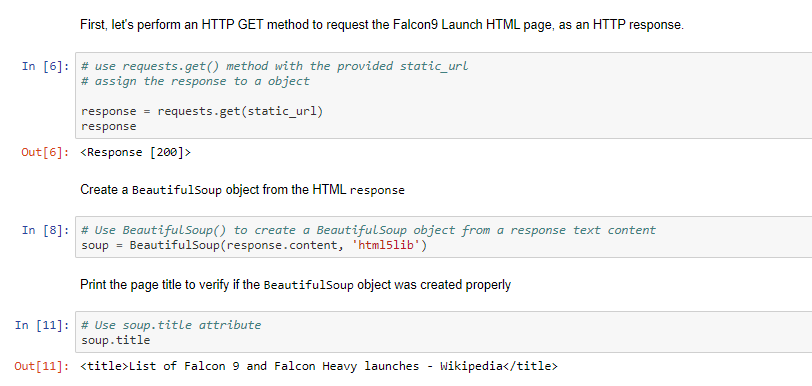 First, let's perform an HTTP GET method to request the Falcon9 Launch HTML page, as an HTTP response.
In [6]: # use requests.get() method with the provided static_url
# assign the response to a object
response = requests.get(static_url)
response
Out[6]: <Response [200]>
Create a BeautifulSoup object from the HTML response
In [8]: # Use BeautifulSoup() to create a BeautifulSoup object from a response text content
soup = BeautifulSoup(response.content, 'html5lib')
Print the page title to verify if the BeautifulSoup object was created properly
In [11]: # Use soup.title attribute
soup.title
Out[11]: <title>List of Falcon 9 and Falcon Heavy launches - Wikipedia</title>